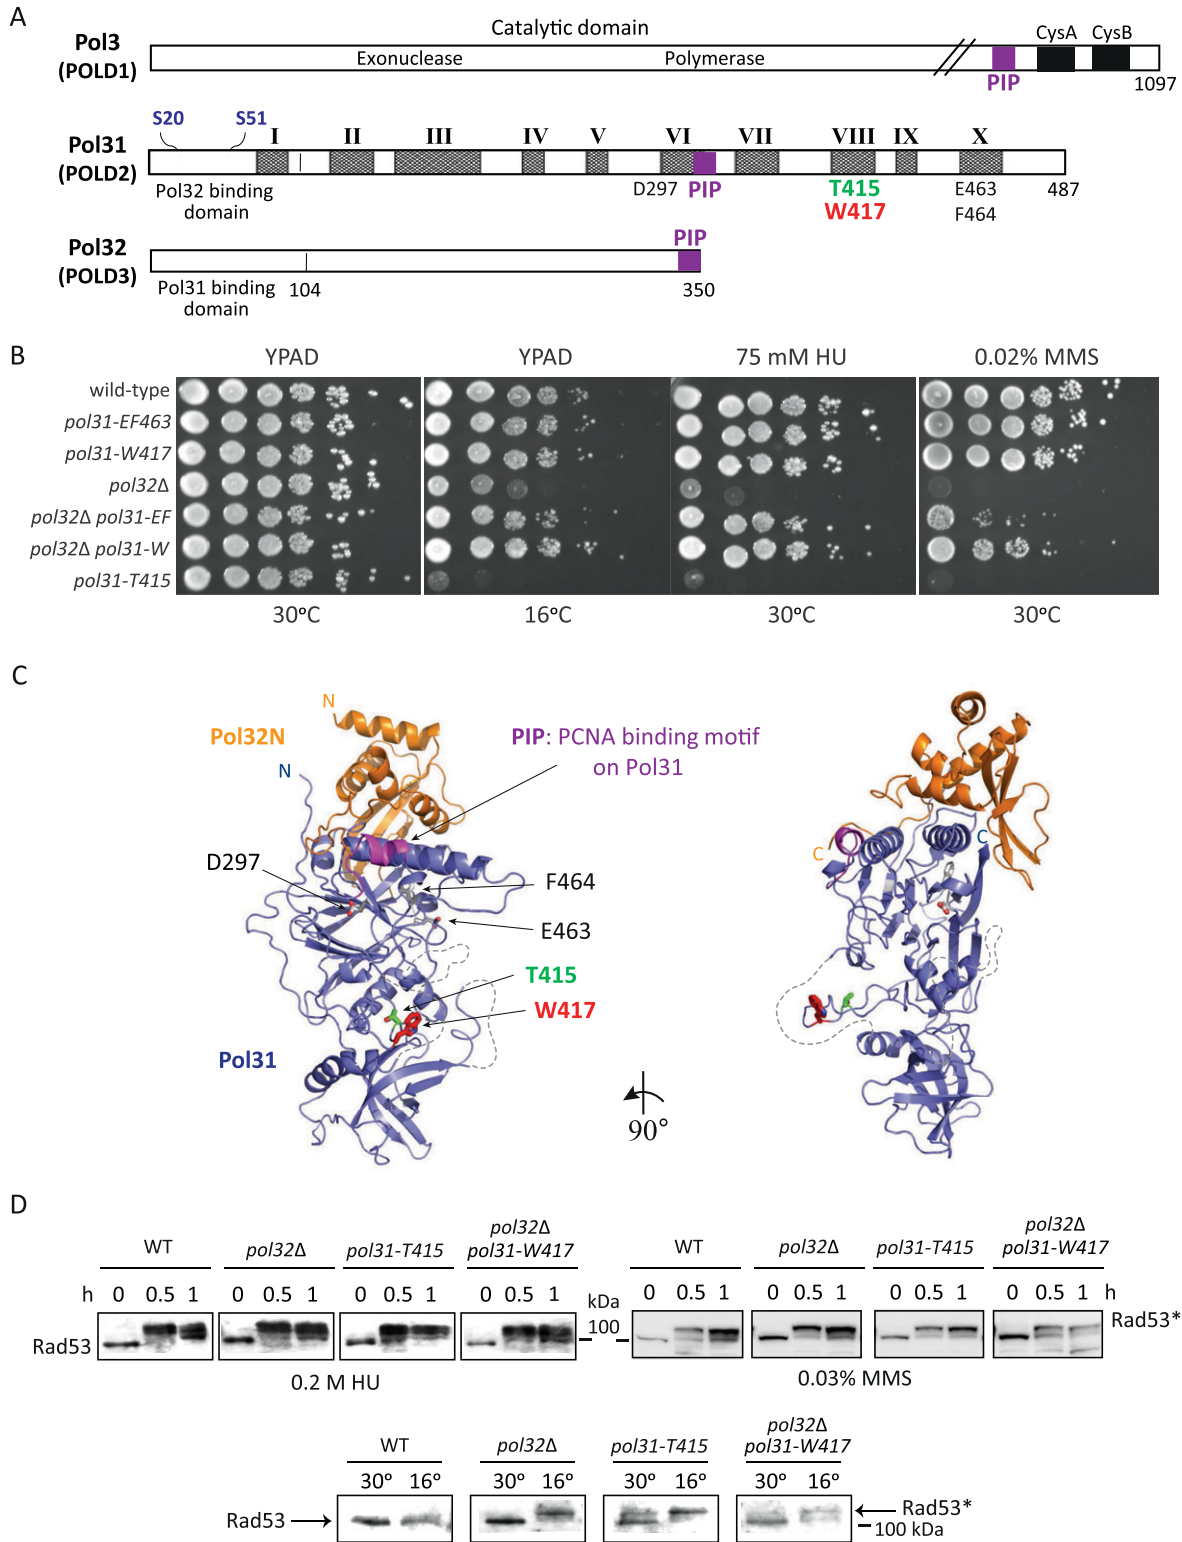 A
Catalytic domain
Pol3
(POLD1)
Exonuclease
Polymerase
CysA
CysB
PIP
1097
S20
S51
I
II
III
IV
V
VI
VII
VIII
IX
X
Pol31
(POLD2)
Pol32 binding
domain
D297
PIP
T415
W417
E463
F464
487
Pol32
(POLD3)
PIP
Pol31 binding
domain
104
350
B
YPAD
YPAD
75 mM HU
0.02% MMS
wild-type
pol31-EF463
pol31-W417
pol32Δ
pol32Δ pol31-EF
pol32Δ pol31-W
pol31-T415
30°C
16°C
30°C
30°C
C
N
Pol32N
N
PIP: PCNA binding motif
on Pol31
D297
F464
E463
T415
W417
Pol31
C
C
90°
D
WT
pol32Δ
pol31-T415
pol32Δ
pol31-W417
WT
pol32Δ
pol31-T415
pol32Δ
pol31-W417
h
0 0.5 1
0 0.5 1
0 0.5 1
0 0.5 1
kDa
100
0 0.5 1
0 0.5 1
0 0.5 1
0 0.5 1
h
Rad53
Rad53*
0.2 M HU
0.03% MMS
WT
pol32Δ
pol31-T415
pol32Δ
pol31-W417
30° 16°
30° 16°
30° 16°
30° 16°
Rad53
Rad53*
100 kDa